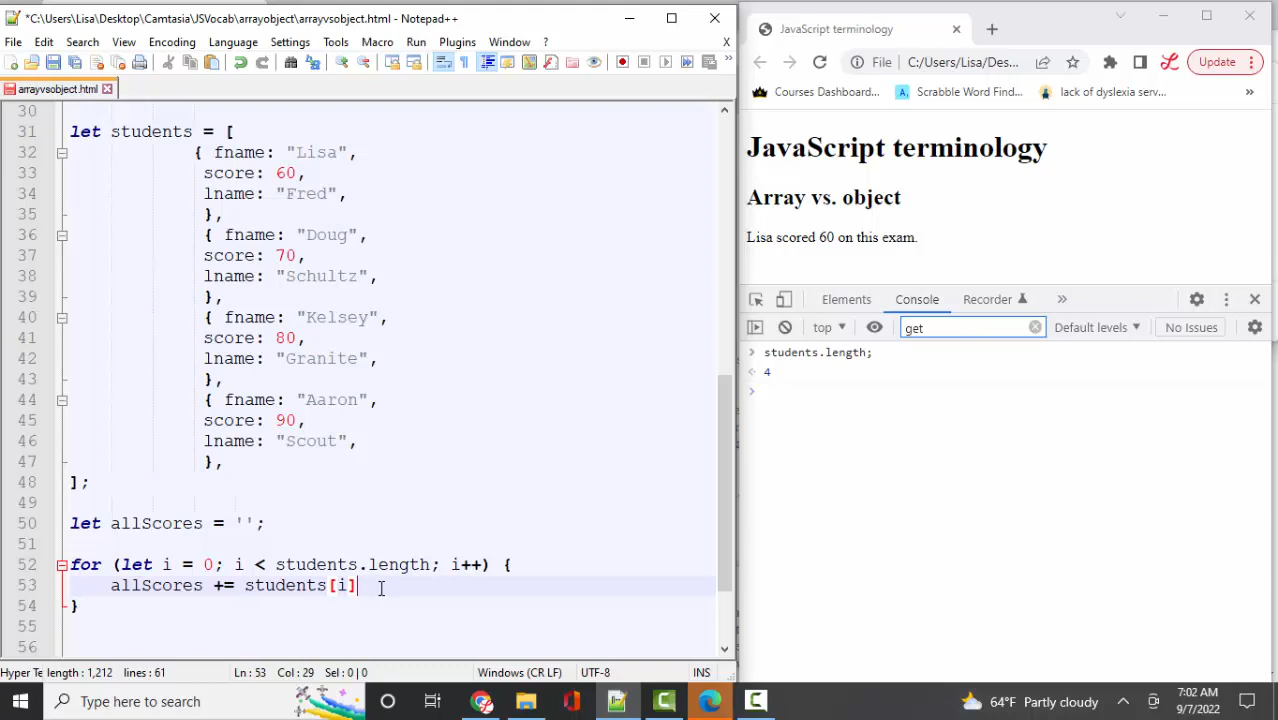 *C:\Users\Lisa\Desktop\Camtasia\JSVocab\arrayobject\arrayvsobject.html - Notepad++
File Edit Search View Encoding Language Settings Tools Macro Run Plugins Window ? X
arrayvsobject.html
30
31 let students = [
32 { fname: "Lisa",
33 score: 60,
34 lname: "Fred",
35 },
36 { fname: "Doug",
37 score: 70,
38 lname: "Schultz",
39 },
40 { fname: "Kelsey",
41 score: 80,
42 lname: "Granite",
43 },
44 { fname: "Aaron",
45 score: 90,
46 lname: "Scout",
47 },
48 ];
49
50 let allScores = '';
51
52 for (let i = 0; i < students.length; i++) {
53 allScores += students[i]
54 }
55
56
Hyper Te length : 1,212 lines : 61 Ln : 53 Col : 29 Sel : 0 | 0 Windows (CR LF) UTF-8 INS
JavaScript terminology
File C:/Users/Lisa/Des... Update
Courses Dashboard... Scrabble Word Find... lack of dyslexia serv... »
JavaScript terminology
Array vs. object
Lisa scored 60 on this exam.
Elements Console Recorder »
top get Default levels No Issues
> students.length;
4
>
Type here to search
64°F Partly cloudy
7:02 AM
9/7/2022